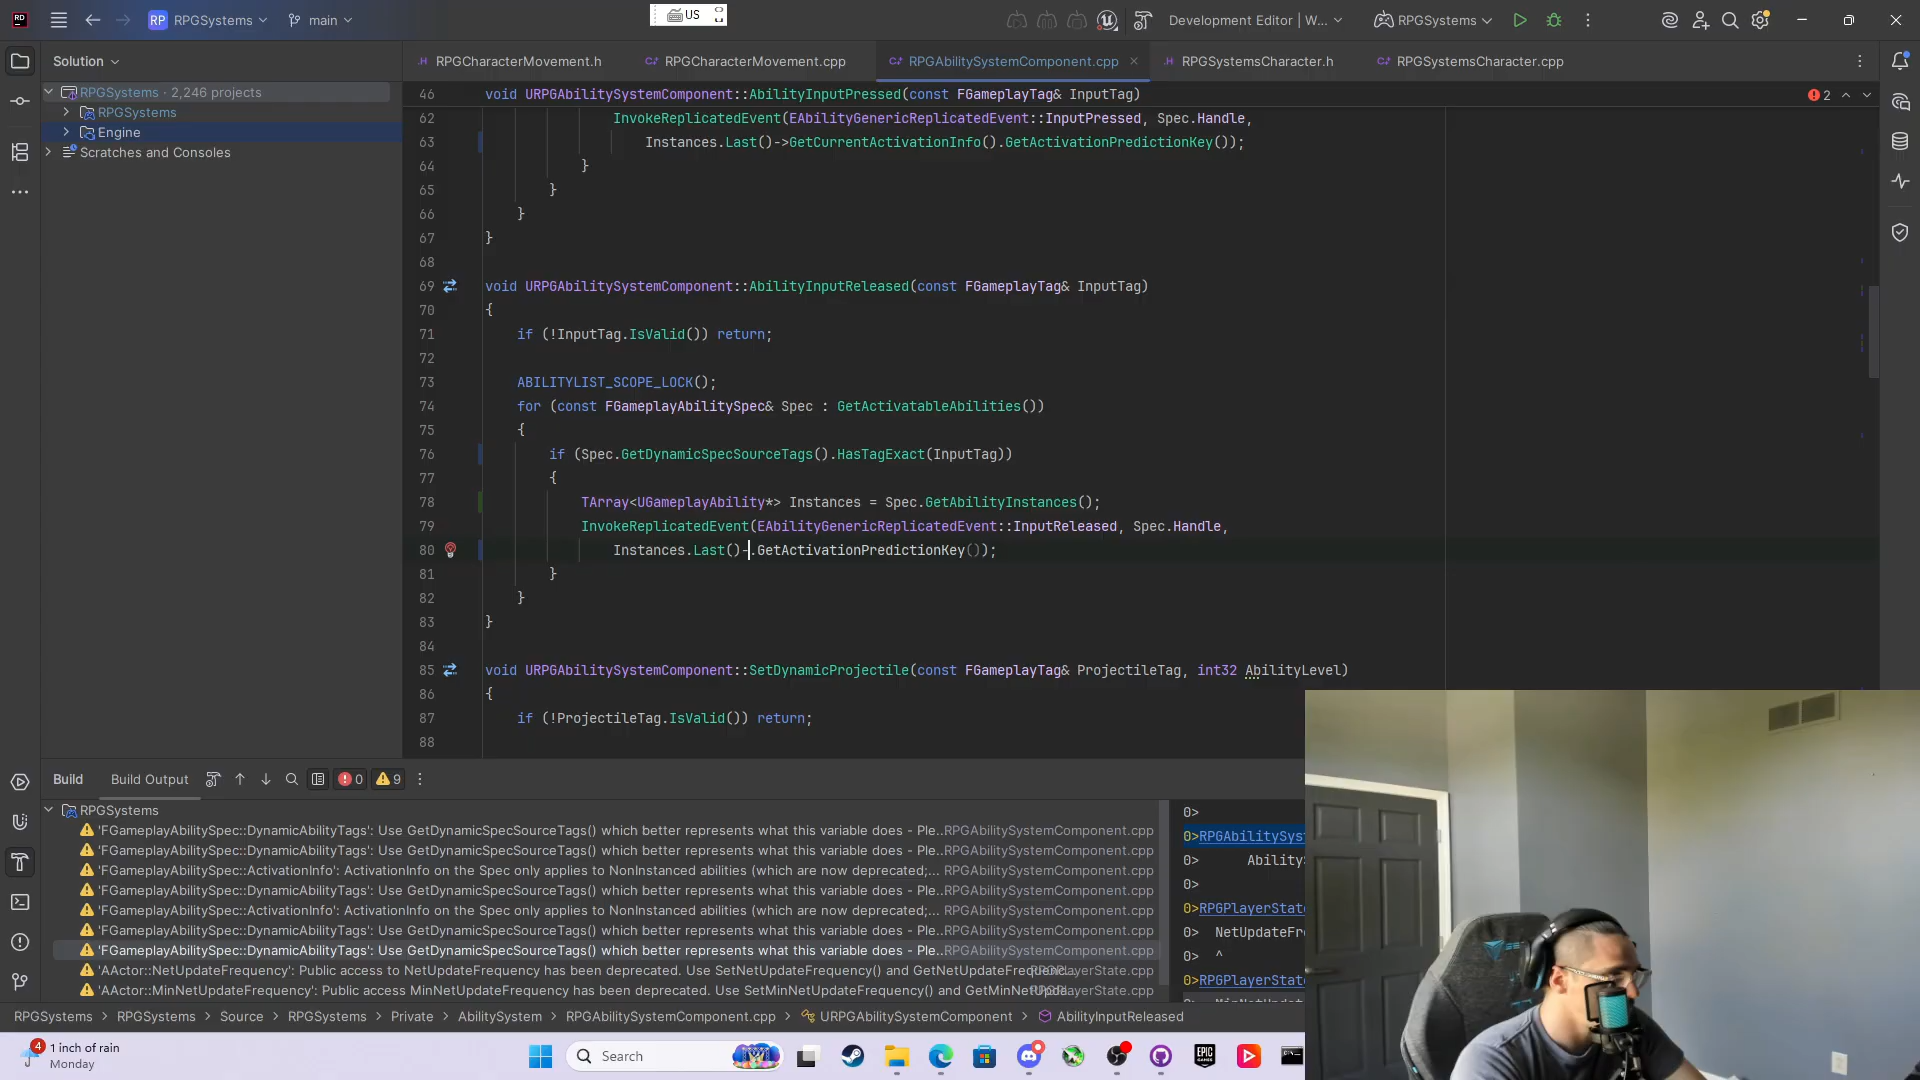 RD
RP RPGSystems
main
US
Development Editor | W...
RPGSystems
Solution
RPGCharacterMovement.h
RPGCharacterMovement.cpp
RPGAbilitySystemComponent.cpp
RPGSystemsCharacter.h
RPGSystemsCharacter.cpp
RPGSystems · 2,246 projects
RPGSystems
Engine
Scratches and Consoles
2
46 void URPGAbilitySystemComponent::AbilityInputPressed(const FGameplayTag& InputTag)
62 InvokeReplicatedEvent(EAbilityGenericReplicatedEvent::InputPressed, Spec.Handle,
63 Instances.Last()->GetCurrentActivationInfo().GetActivationPredictionKey());
64 }
65 }
66 }
67 }
68
69 void URPGAbilitySystemComponent::AbilityInputReleased(const FGameplayTag& InputTag)
70 {
71 if (!InputTag.IsValid()) return;
72
73 ABILITYLIST_SCOPE_LOCK();
74 for (const FGameplayAbilitySpec& Spec : GetActivatableAbilities())
75 {
76 if (Spec.GetDynamicSpecSourceTags().HasTagExact(InputTag))
77 {
78 TArray<UGameplayAbility*> Instances = Spec.GetAbilityInstances();
79 InvokeReplicatedEvent(EAbilityGenericReplicatedEvent::InputReleased, Spec.Handle,
80 Instances.Last()-.GetActivationPredictionKey());
81 }
82 }
83 }
84
85 void URPGAbilitySystemComponent::SetDynamicProjectile(const FGameplayTag& ProjectileTag, int32 AbilityLevel)
86 {
87 if (!ProjectileTag.IsValid()) return;
88
Build
Build Output
0
9
RPGSystems
'FGameplayAbilitySpec::DynamicAbilityTags': Use GetDynamicSpecSourceTags() which better represents what this variable does - Ple..RPGAbilitySystemComponent.cpp
'FGameplayAbilitySpec::DynamicAbilityTags': Use GetDynamicSpecSourceTags() which better represents what this variable does - Ple..RPGAbilitySystemComponent.cpp
'FGameplayAbilitySpec::ActivationInfo': ActivationInfo on the Spec only applies to NonInstanced abilities (which are now deprecated;... RPGAbilitySystemComponent.cpp
'FGameplayAbilitySpec::DynamicAbilityTags': Use GetDynamicSpecSourceTags() which better represents what this variable does - Ple..RPGAbilitySystemComponent.cpp
'FGameplayAbilitySpec::ActivationInfo': ActivationInfo on the Spec only applies to NonInstanced abilities (which are now deprecated;... RPGAbilitySystemComponent.cpp
'FGameplayAbilitySpec::DynamicAbilityTags': Use GetDynamicSpecSourceTags() which better represents what this variable does - Ple..RPGAbilitySystemComponent.cpp
'FGameplayAbilitySpec::DynamicAbilityTags': Use GetDynamicSpecSourceTags() which better represents what this variable does - Ple..RPGAbilitySystemComponent.cpp
'AActor::NetUpdateFrequency': Public access to NetUpdateFrequency has been deprecated. Use SetNetUpdateFrequency() and GetNetUpdateFrequenc
'AActor::MinNetUpdateFrequency': Public access MinNetUpdateFrequency has been deprecated. Use SetMinNetUpdateFrequency() and GetMinNetUpda
0>
0>RPGAbilitySys
0> Ability
0>
0>RPGPlayerState
0> NetUpdateFr
0> ^
0>RPGPlayerState
RPGSystems > RPGSystems > Source > RPGSystems > Private > AbilitySystem > RPGAbilitySystemComponent.cpp > URPGAbilitySystemComponent > AbilityInputReleased
4
1 inch of rain
Monday
Search
EPIC